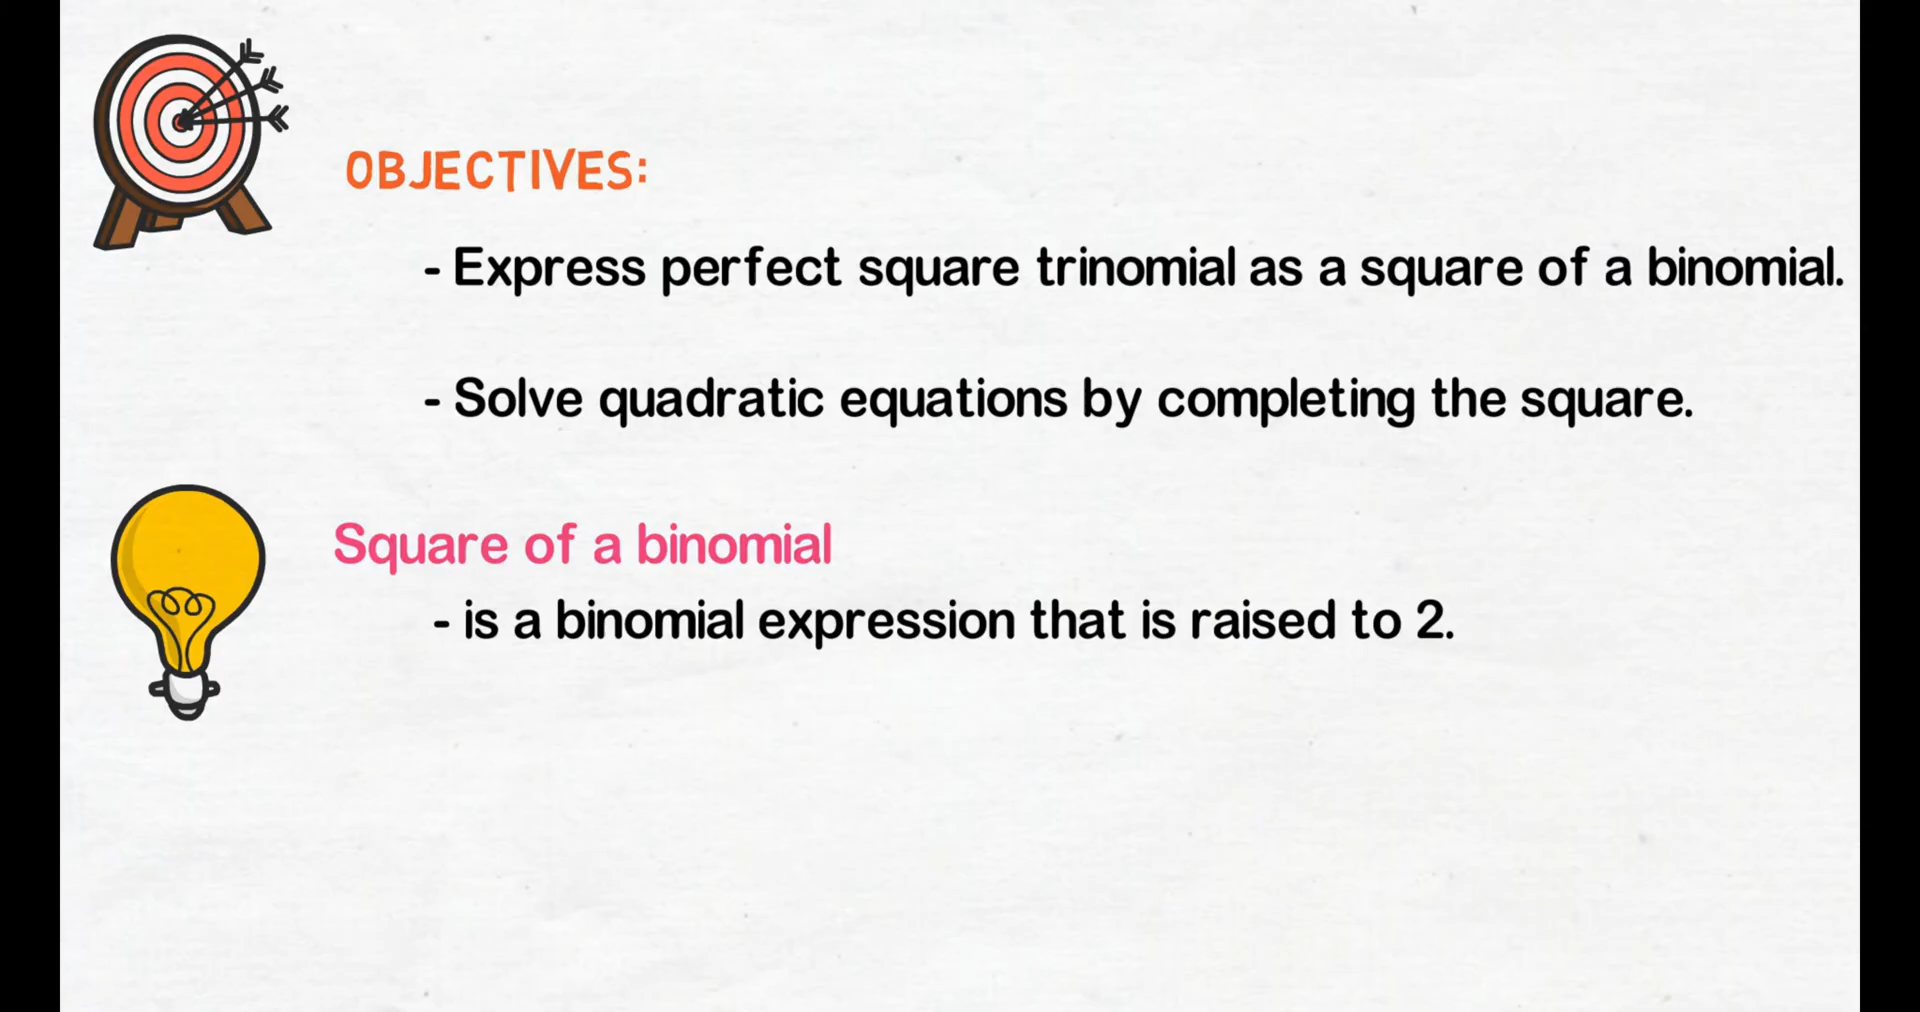 OBJECTIVES:
- Express perfect square trinomial as a square of a binomial.
- Solve quadratic equations by completing the square.
Square of a binomial
- is a binomial expression that is raised to 2.